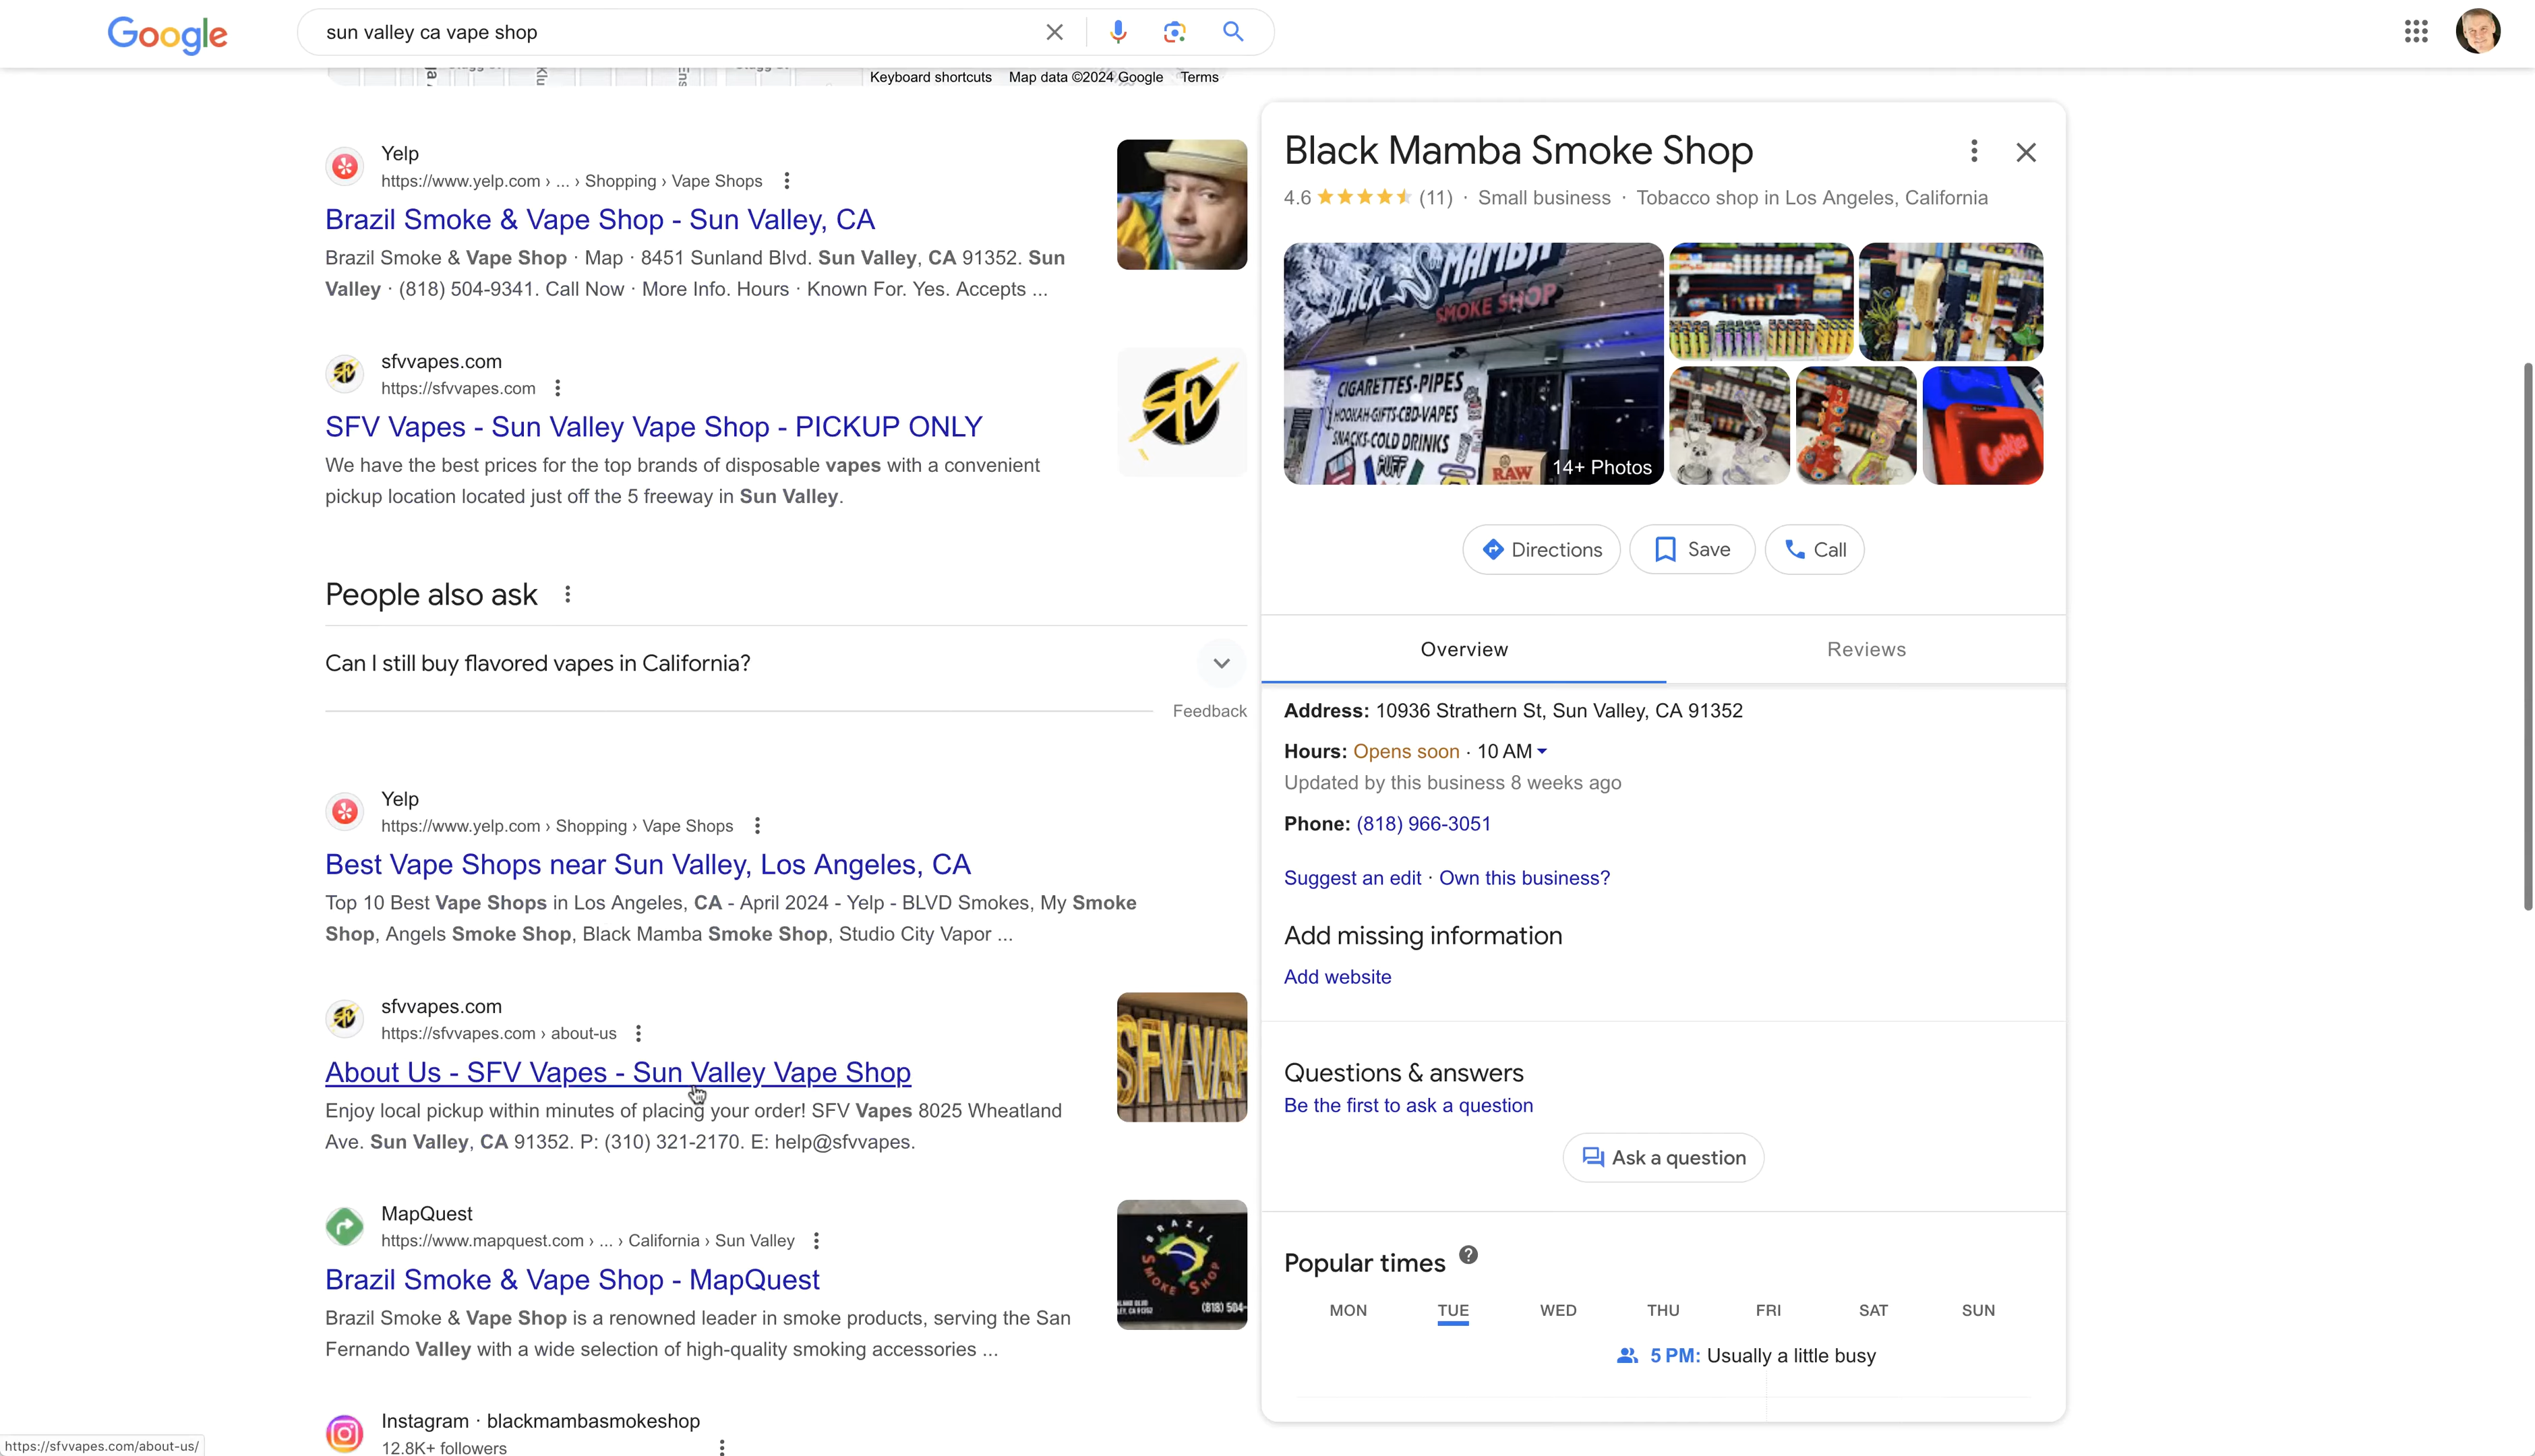 Google
sun valley ca vape shop
Keyboard shortcuts Map data ©2024 Google Terms
Yelp
https://www.yelp.com › ... › Shopping › Vape Shops
Brazil Smoke & Vape Shop - Sun Valley, CA
Brazil Smoke & Vape Shop · Map · 8451 Sunland Blvd. Sun Valley, CA 91352. Sun
Valley · (818) 504-9341. Call Now · More Info. Hours · Known For. Yes. Accepts ...
sfvvapes.com
https://sfvvapes.com
SFV Vapes - Sun Valley Vape Shop - PICKUP ONLY
We have the best prices for the top brands of disposable vapes with a convenient
pickup location located just off the 5 freeway in Sun Valley.
SFV
People also ask
Can I still buy flavored vapes in California?
Feedback
Yelp
https://www.yelp.com › Shopping › Vape Shops
Best Vape Shops near Sun Valley, Los Angeles, CA
Top 10 Best Vape Shops in Los Angeles, CA - April 2024 - Yelp - BLVD Smokes, My Smoke
Shop, Angels Smoke Shop, Black Mamba Smoke Shop, Studio City Vapor ...
sfvvapes.com
https://sfvvapes.com › about-us
About Us - SFV Vapes - Sun Valley Vape Shop
Enjoy local pickup within minutes of placing your order! SFV Vapes 8025 Wheatland
Ave. Sun Valley, CA 91352. P: (310) 321-2170. E: help@sfvvapes.
SFV VAP
MapQuest
https://www.mapquest.com › ... › California › Sun Valley
Brazil Smoke & Vape Shop - MapQuest
Brazil Smoke & Vape Shop is a renowned leader in smoke products, serving the San
Fernando Valley with a wide selection of high-quality smoking accessories ...
BRAZIL
SMOKE SHOP
(818) 504-
Instagram · blackmambasmokeshop
12.8K+ followers
https://sfvvapes.com/about-us/
Black Mamba Smoke Shop
4.6 (11) · Small business · Tobacco shop in Los Angeles, California
BLACK MAMBA
SMOKE SHOP
CIGARETTES-PIPES
HOOKAH-GIFTS-CBD-VAPES
SNACKS-COLD DRINKS
PUFF
RAW
14+ Photos
Cookies
Directions
Save
Call
Overview
Reviews
Address: 10936 Strathern St, Sun Valley, CA 91352
Hours: Opens soon · 10 AM
Updated by this business 8 weeks ago
Phone: (818) 966-3051
Suggest an edit · Own this business?
Add missing information
Add website
Questions & answers
Be the first to ask a question
Ask a question
Popular times
MON TUE WED THU FRI SAT SUN
5 PM: Usually a little busy